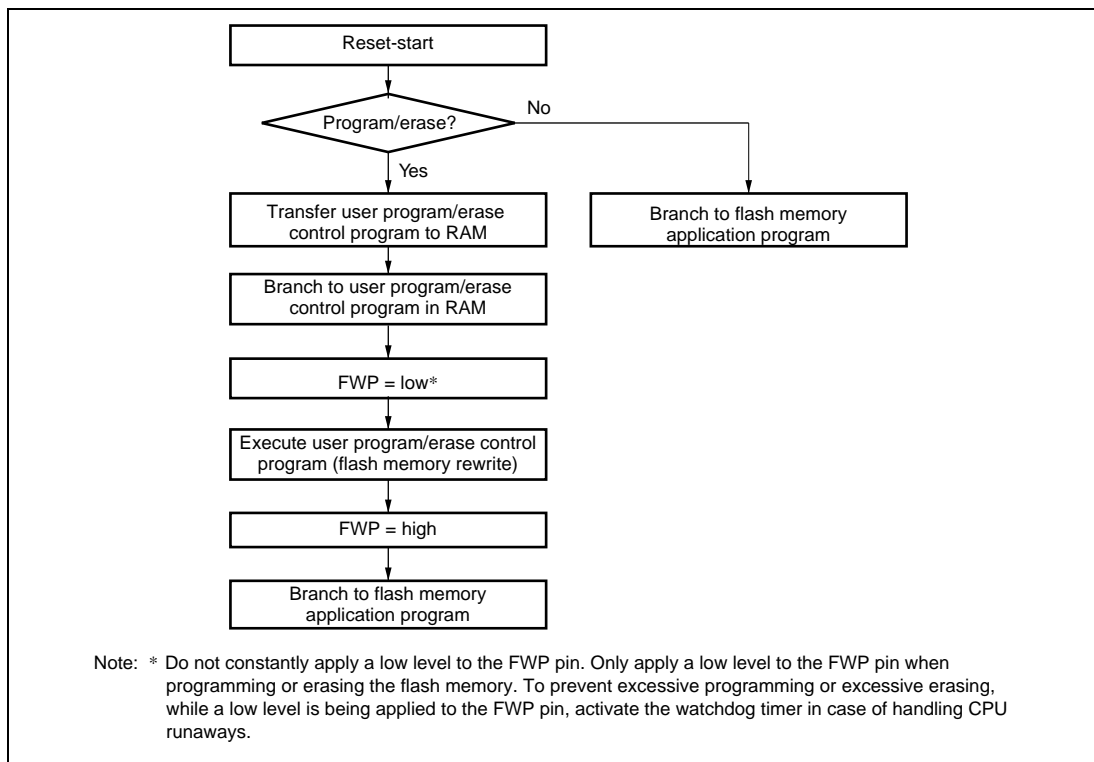 Reset-start
Program/erase?
No
Yes
Transfer user program/erase
control program to RAM
Branch to flash memory
application program
Branch to user program/erase
control program in RAM
FWP = low*
Execute user program/erase control
program (flash memory rewrite)
FWP = high
Branch to flash memory
application program
Note: * Do not constantly apply a low level to the FWP pin. Only apply a low level to the FWP pin when
programming or erasing the flash memory. To prevent excessive programming or excessive erasing,
while a low level is being applied to the FWP pin, activate the watchdog timer in case of handling CPU
runaways.